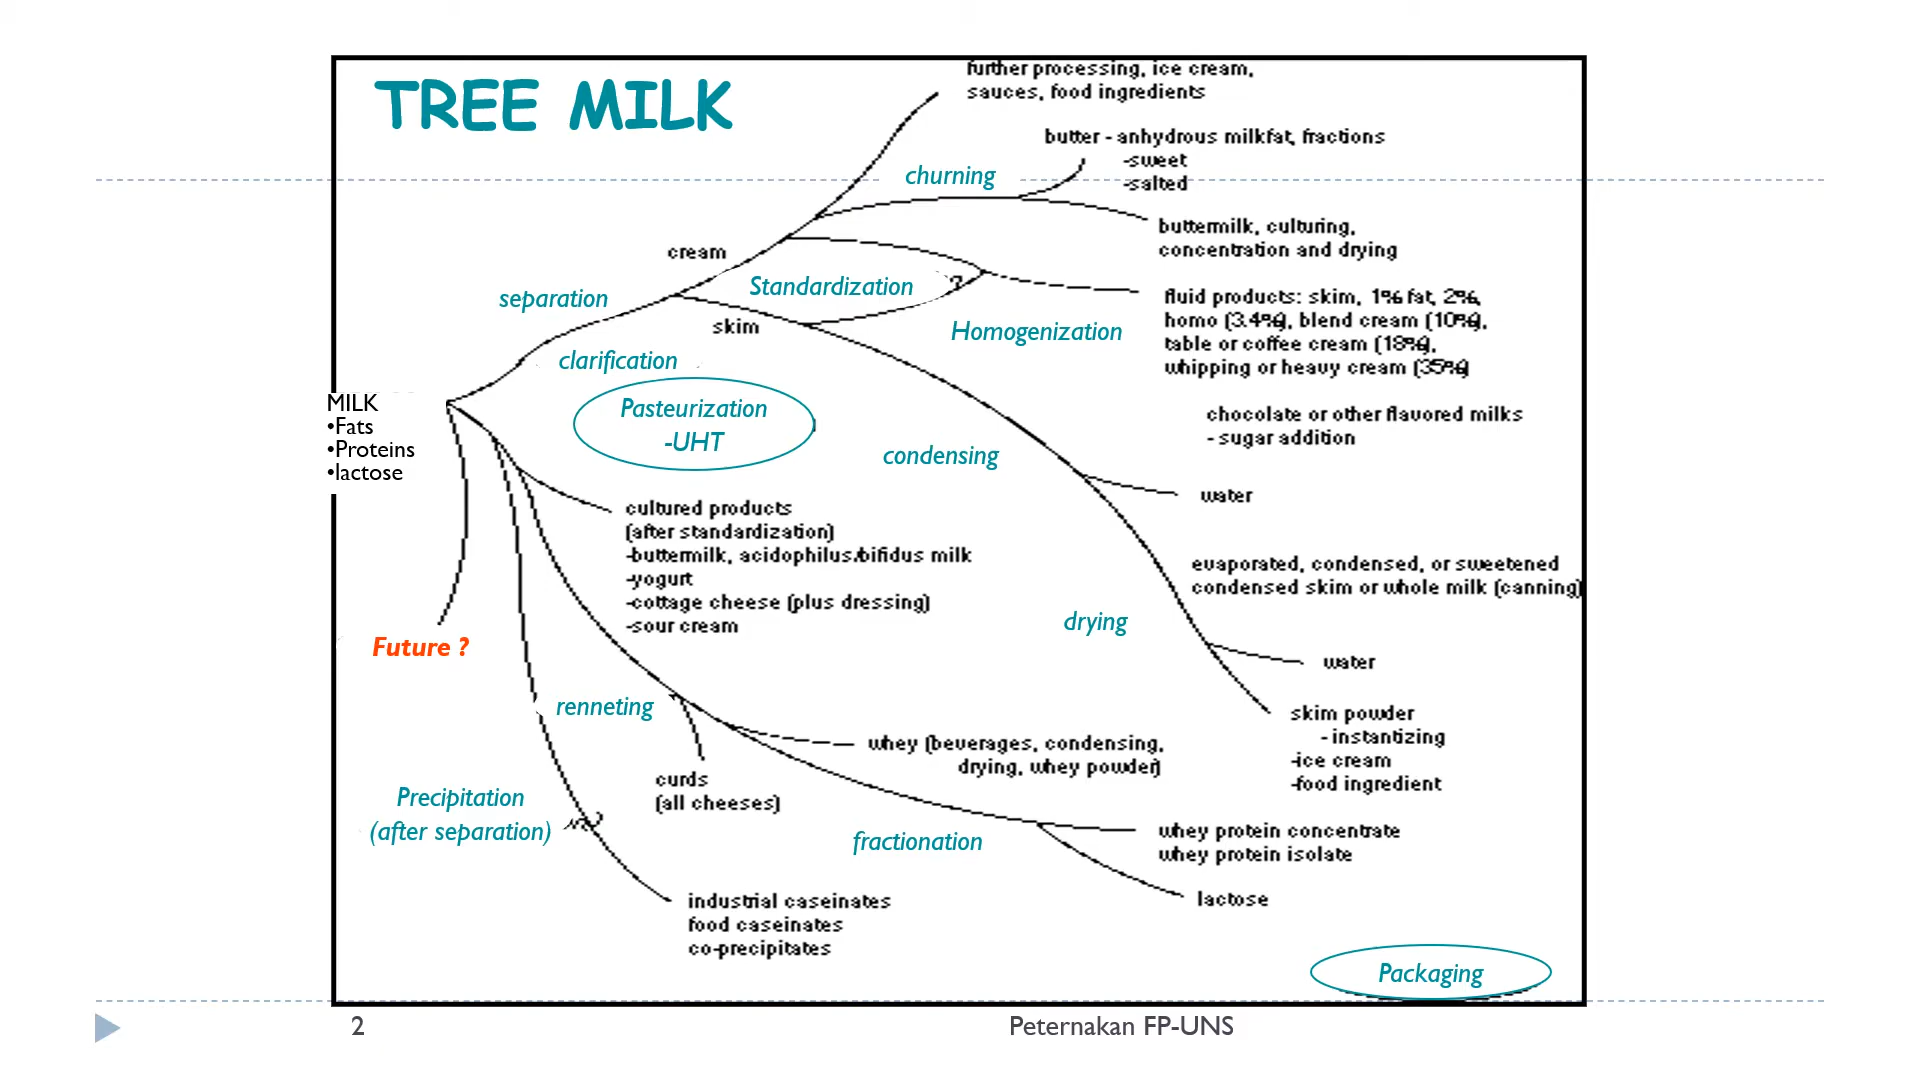 TREE MILK
further processing, ice cream,
sauces, food ingredients
butter - anhydrous milkfat, fractions
-sweet
-salted
churning
buttermilk, culturing,
concentration and drying
cream
Standardization
separation
skim
Homogenization
fluid products: skim, 1% fat, 2%,
homo (3.4%), blend cream (10%),
table or coffee cream (18%),
whipping or heavy cream (35%)
clarification
MILK
•Fats
•Proteins
•lactose
Pasteurization
-UHT
chocolate or other flavored milks
- sugar addition
condensing
water
cultured products
(after standardization)
-buttermilk, acidophilus/bifidus milk
-yogurt
-cottage cheese (plus dressing)
-sour cream
evaporated, condensed, or sweetened
condensed skim or whole milk (canning)
drying
Future ?
water
renneting
skim powder
- instantizing
-ice cream
-food ingredient
whey (beverages, condensing,
drying, whey powder)
curds
(all cheeses)
Precipitation
(after separation)
fractionation
whey protein concentrate
whey protein isolate
lactose
industrial caseinates
food caseinates
co-precipitates
Packaging
2
Peternakan FP-UNS